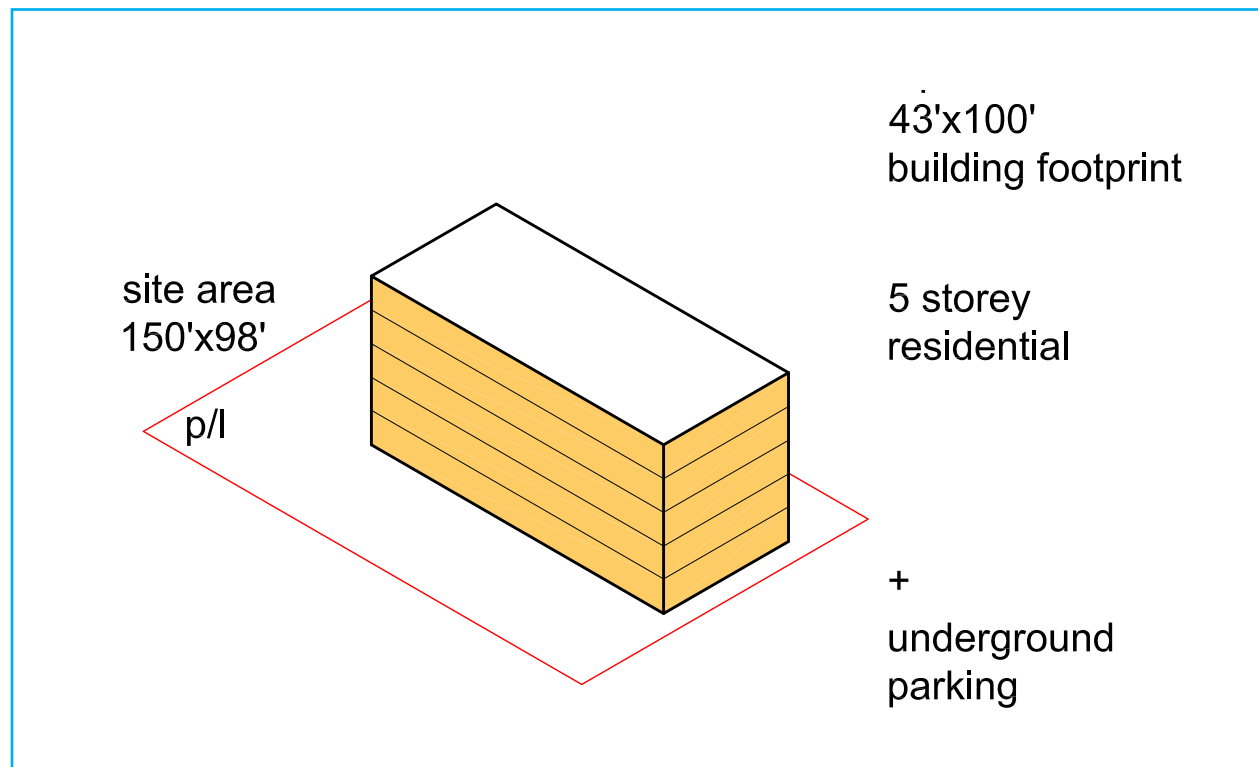 43'x100'
building footprint
site area
150'x98'
5 storey
residential
p/l
+
underground
parking